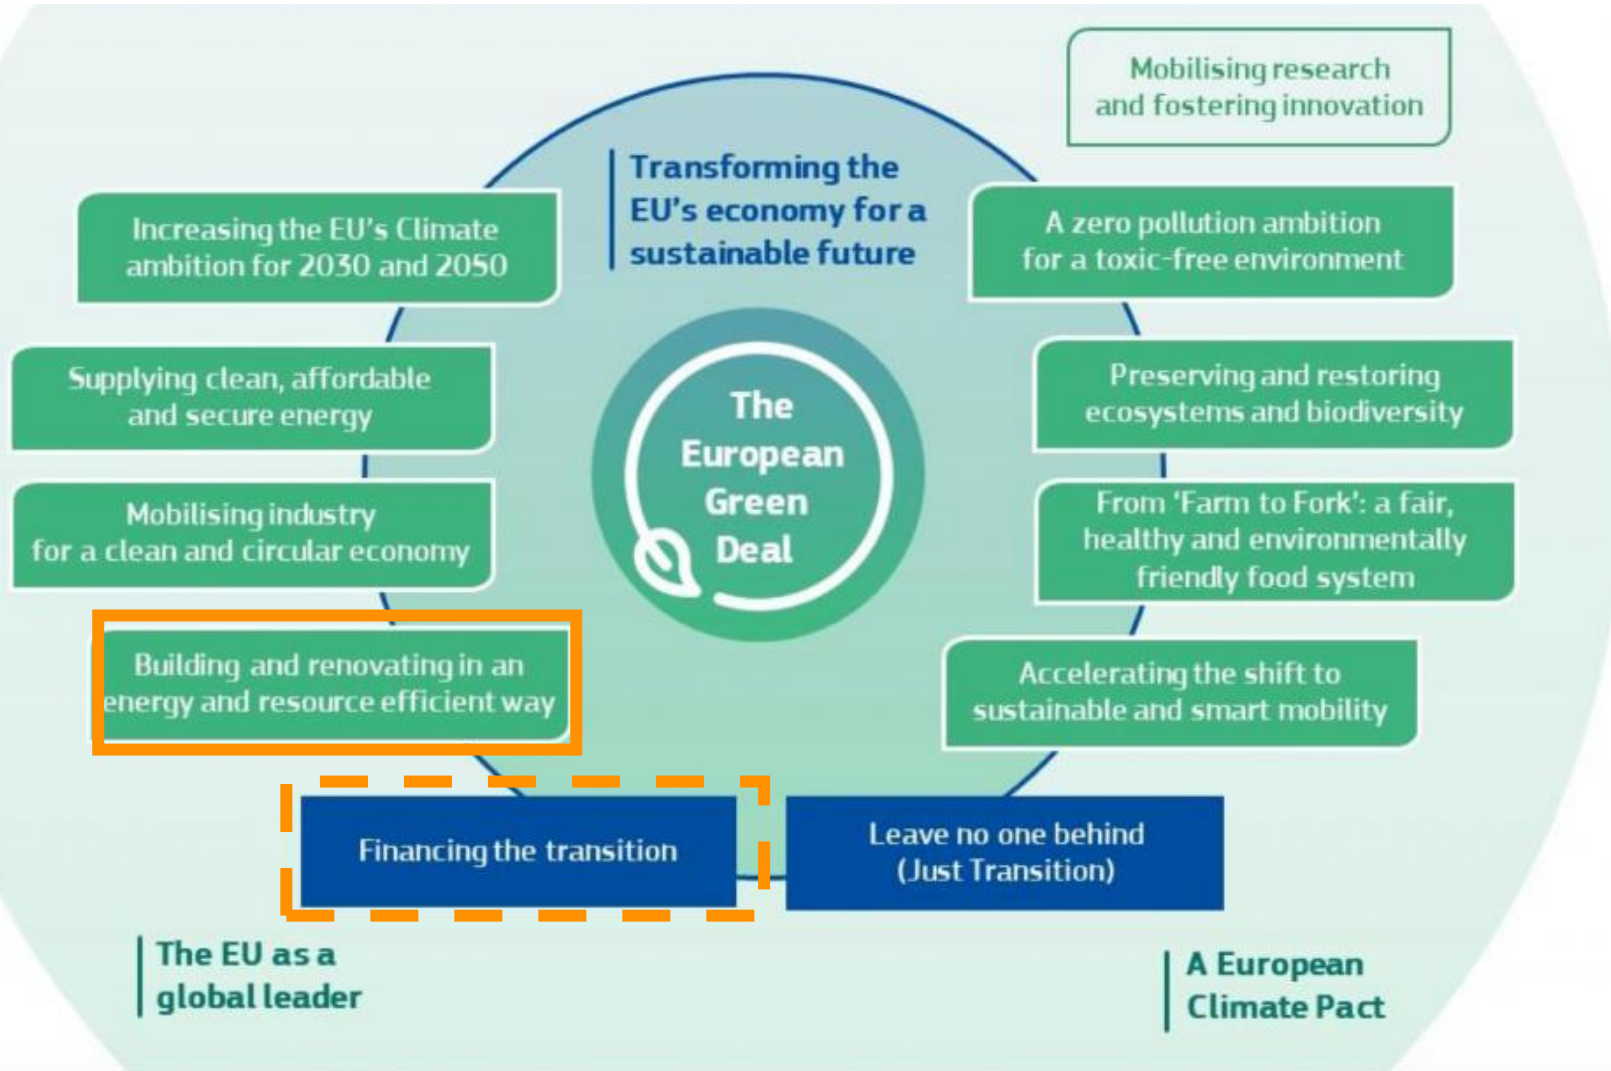 Mobilising research
and fostering innovation
Transforming the
EU's economy for a
sustainable future
Increasing the EU's Climate
ambition for 2030 and 2050
A zero pollution ambition
for a toxic-free environment
Supplying clean, affordable
and secure energy
Preserving and restoring
ecosystems and biodiversity
The
European
Green
Deal
Mobilising industry
for a clean and circular economy
From ‘Farm to Fork’: a fair,
healthy and environmentally
friendly food system
Building and renovating in an
energy and resource efficient way
Accelerating the shift to
sustainable and smart mobility
Financing the transition
Leave no one behind
(Just Transition)
The EU as a
global leader
A European
Climate Pact